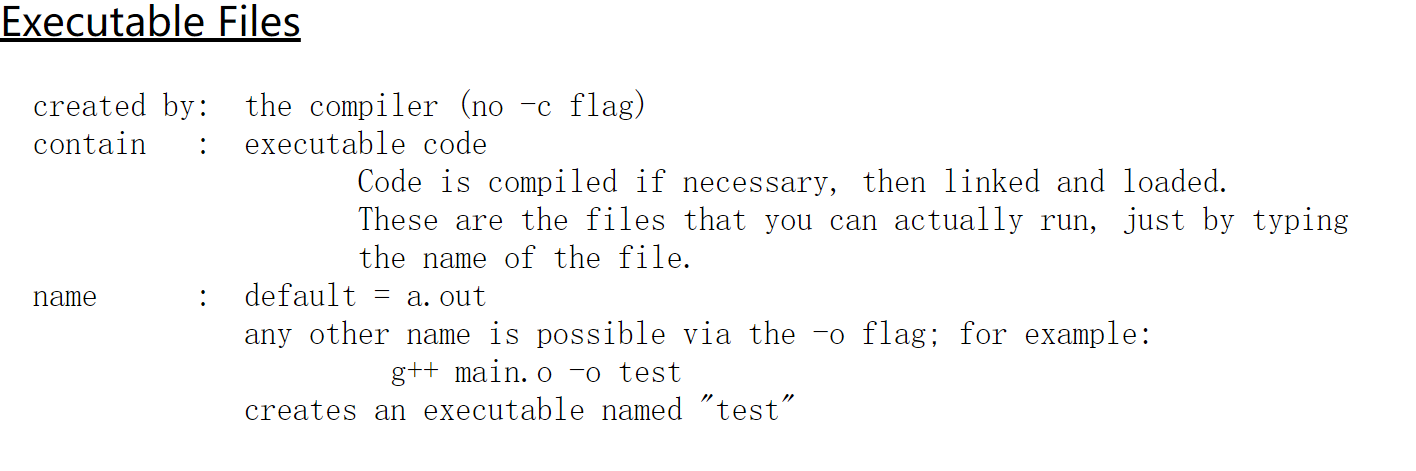 Executable Files
created by: the compiler (no -c flag)
contain : executable code
Code is compiled if necessary, then linked and loaded.
These are the files that you can actually run, just by typing
the name of the file.
name : default = a.out
any other name is possible via the -o flag; for example:
g++ main.o -o test
creates an executable named "test"